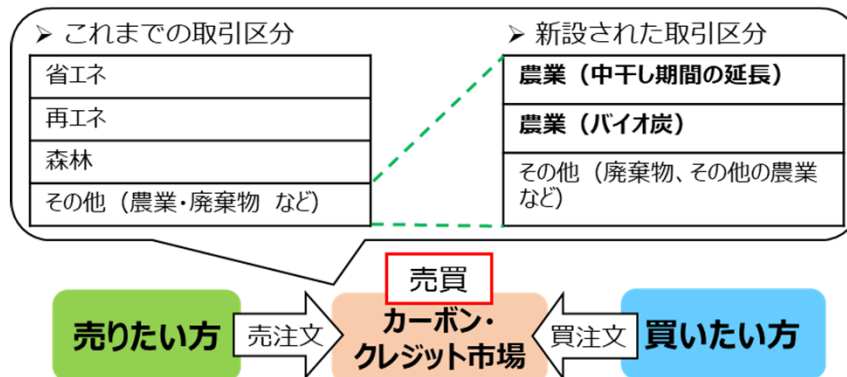 ➢ これまでの取引区分
省エネ
再エネ
森林
その他（農業・廃棄物 など）
➢ 新設された取引区分
農業（中干し期間の延長）
農業（バイオ炭）
その他（廃棄物、その他の農業
など）
売買
売りたい方
売注文
カーボン・
クレジット市場
買注文
買いたい方